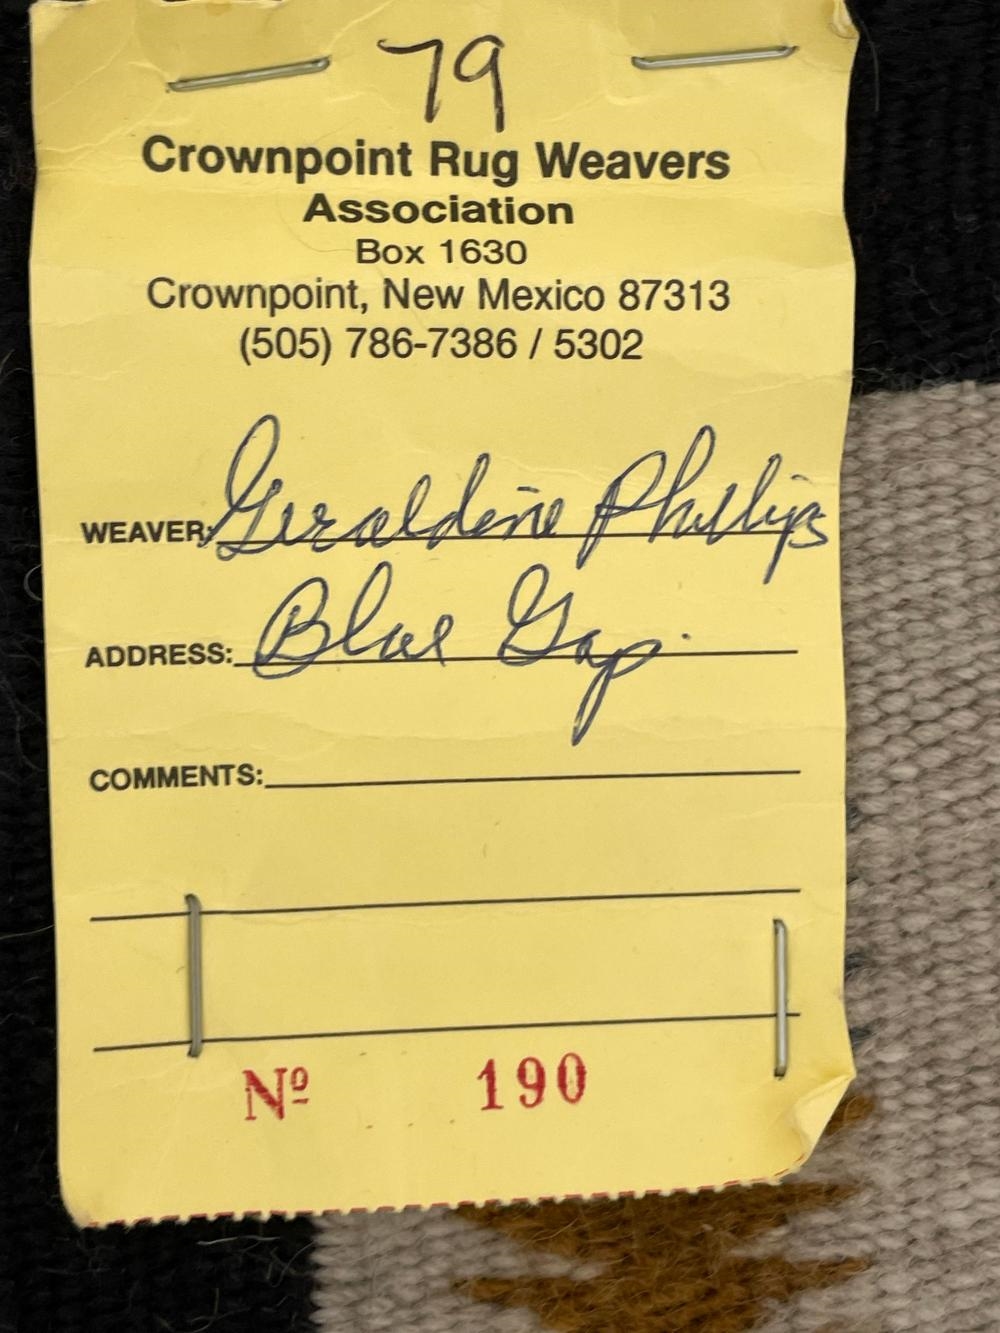 79
Crownpoint Rug Weavers
Association
Box 1630
Crownpoint, New Mexico 87313
(505) 786-7386 / 5302
WEAVER: Geraldine Phillips
ADDRESS: Blue Gap.
COMMENTS:
Nº 190